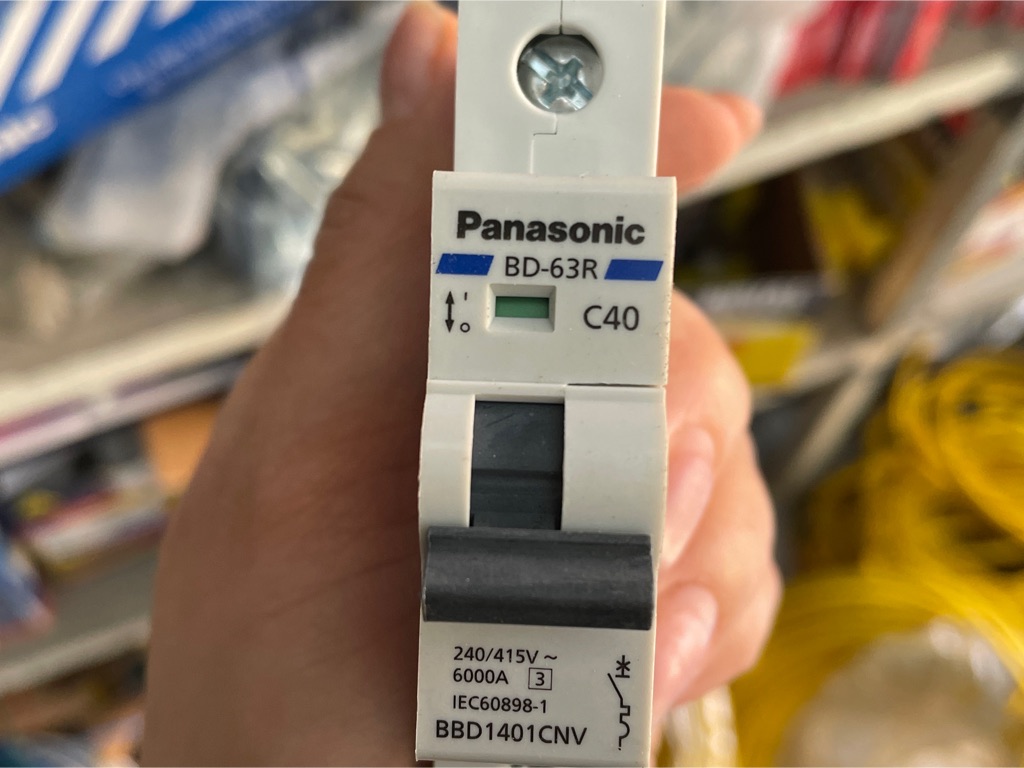 Panasonic
BD-63R
I
O
C40
240/415V ~
6000A 3
IEC60898-1
BBD1401CNV